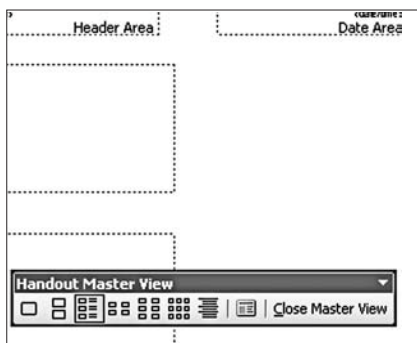 Header Area
Date Area
Handout Master View
Close Master View